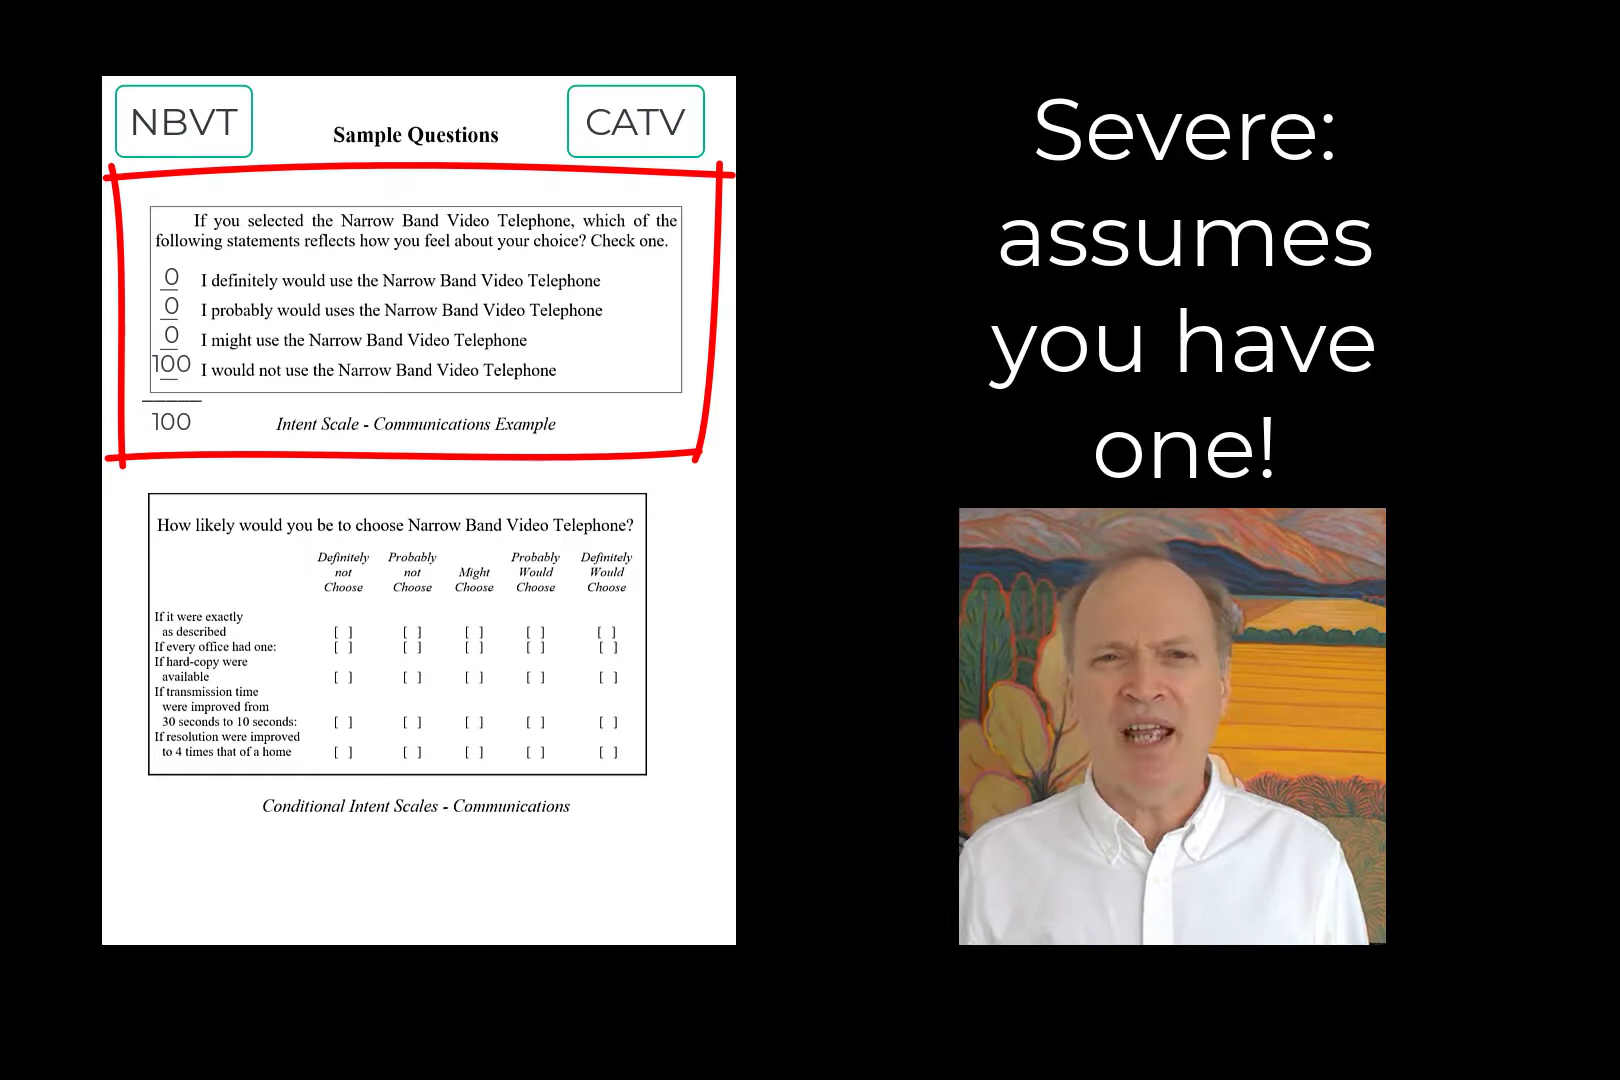 NBVT
CATV
Sample Questions
If you selected the Narrow Band Video Telephone, which of the
following statements reflects how you feel about your choice? Check one.
0 I definitely would use the Narrow Band Video Telephone
0 I probably would uses the Narrow Band Video Telephone
0 I might use the Narrow Band Video Telephone
100 I would not use the Narrow Band Video Telephone
100
Intent Scale - Communications Example
How likely would you be to choose Narrow Band Video Telephone?
Definitely Probably Probably Definitely
not not Might Would Would
Choose Choose Choose Choose Choose
If it were exactly
as described [ ] [ ] [ ] [ ] [ ]
If every office had one: [ ] [ ] [ ] [ ] [ ]
If hard-copy were
available [ ] [ ] [ ] [ ] [ ]
If transmission time
were improved from
30 seconds to 10 seconds: [ ] [ ] [ ] [ ] [ ]
If resolution were improved
to 4 times that of a home [ ] [ ] [ ] [ ] [ ]
Conditional Intent Scales - Communications
Severe:
assumes
you have
one!